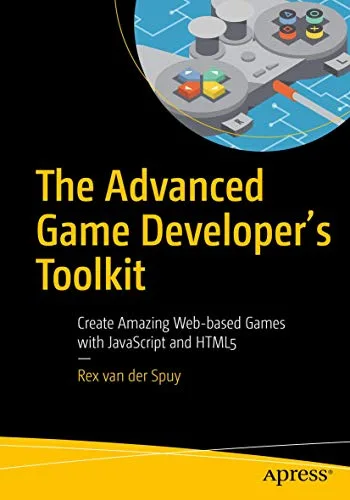 The Advanced
Game Developer's
Toolkit
Create Amazing Web-based Games
with JavaScript and HTML5
—
Rex van der Spuy
Apress®